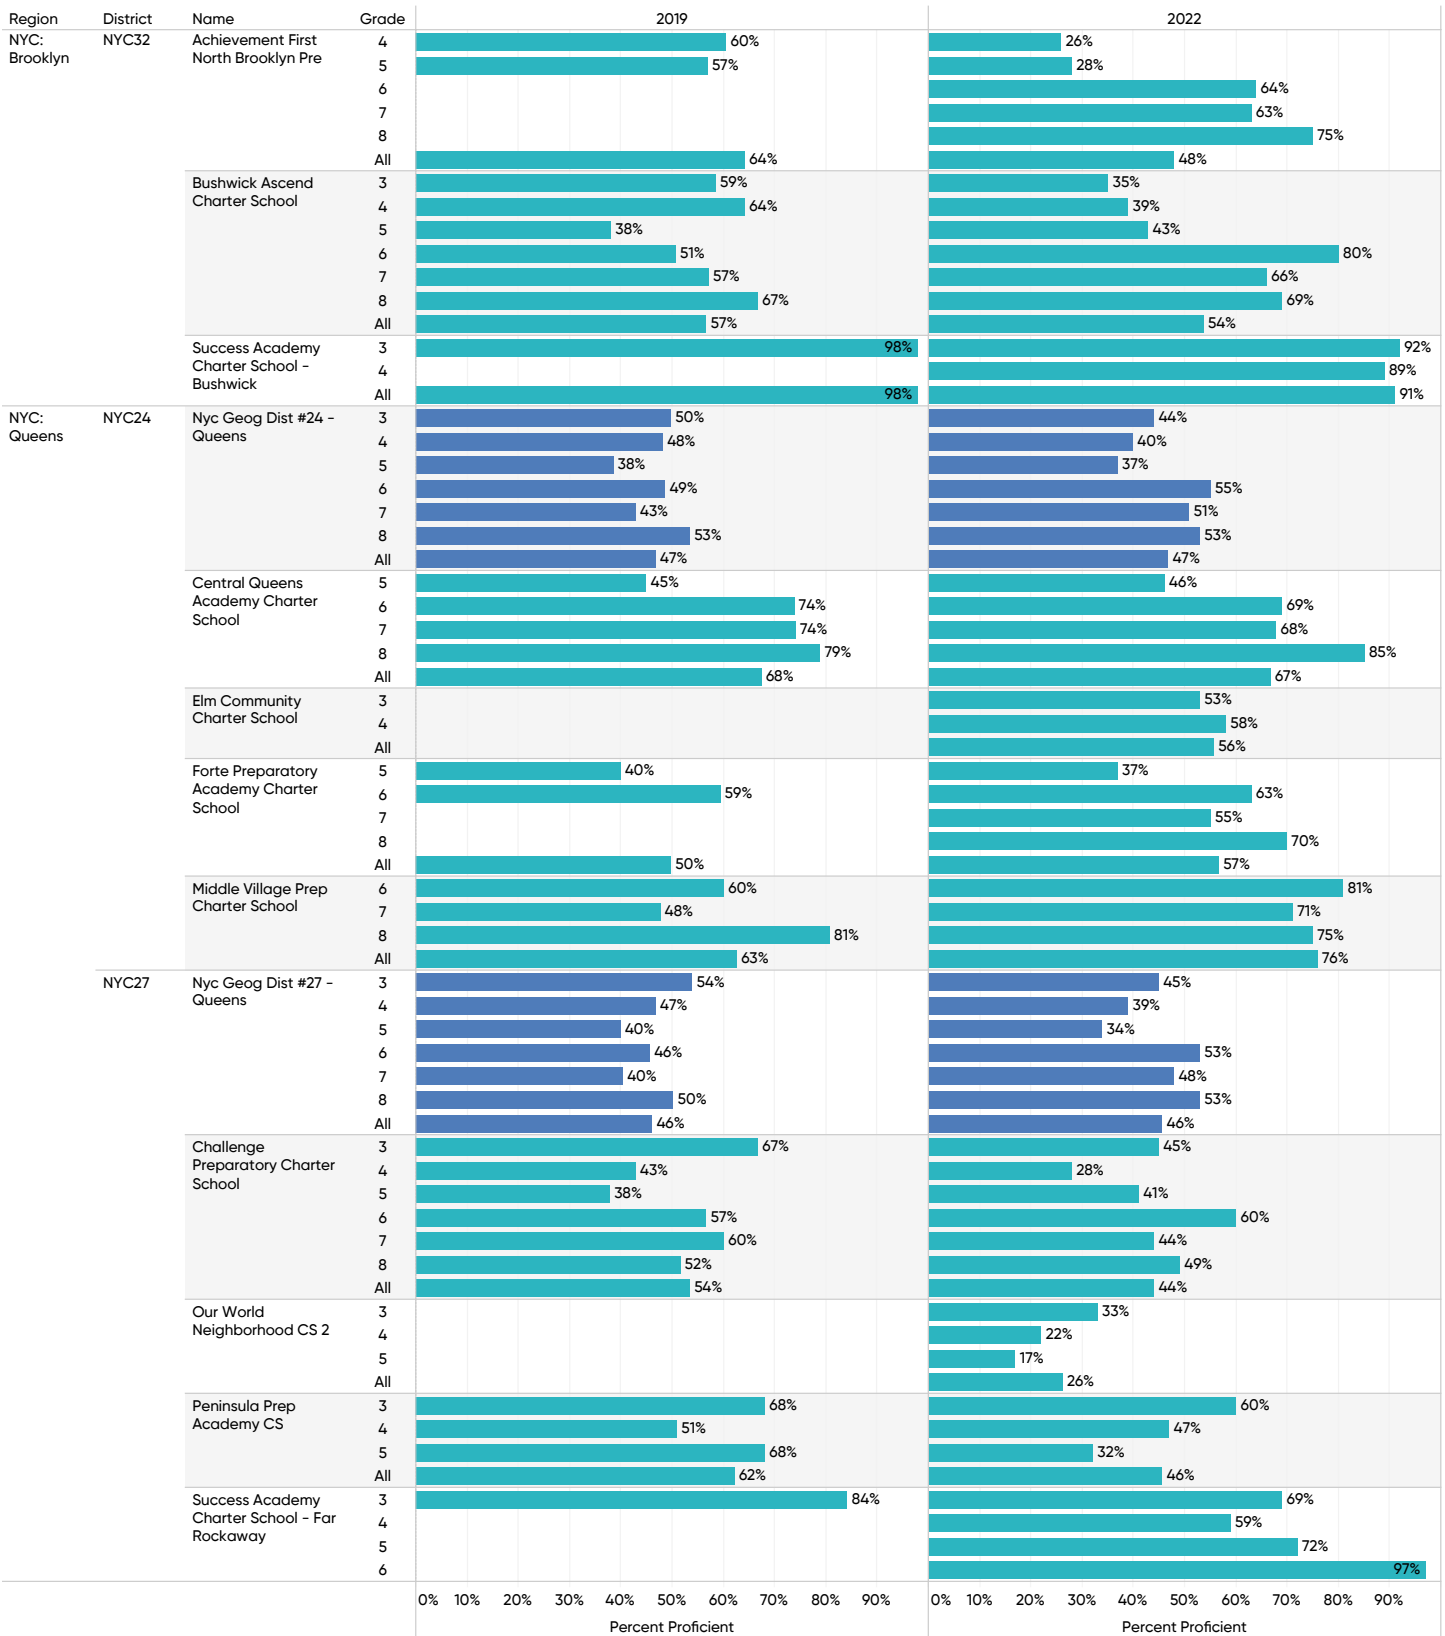 Region District Name Grade 2019 2022
NYC: NYC32 Achievement First 4 60% 26%
Brooklyn North Brooklyn Pre 5 57% 28%
6 64%
7 63%
8 75%
All 64% 48%
Bushwick Ascend 3 59% 35%
Charter School 4 64% 39%
5 38% 43%
6 51% 80%
7 57% 66%
8 67% 69%
All 57% 54%
Success Academy 3 98% 92%
Charter School - 4 89%
Bushwick All 98% 91%
NYC: NYC24 Nyc Geog Dist #24 - 3 50% 44%
Queens Queens 4 48% 40%
5 38% 37%
6 49% 55%
7 43% 51%
8 53% 53%
All 47% 47%
Central Queens 5 45% 46%
Academy Charter 6 74% 69%
School 7 74% 68%
8 79% 85%
All 68% 67%
Elm Community 3 53%
Charter School 4 58%
All 56%
Forte Preparatory 5 40% 37%
Academy Charter 6 59% 63%
School 7 55%
8 70%
All 50% 57%
Middle Village Prep 6 60% 81%
Charter School 7 48% 71%
8 81% 75%
All 63% 76%
NYC27 Nyc Geog Dist #27 - 3 54% 45%
Queens 4 47% 39%
5 40% 34%
6 46% 53%
7 40% 48%
8 50% 53%
All 46% 46%
Challenge 3 67% 45%
Preparatory Charter 4 43% 28%
School 5 38% 41%
6 57% 60%
7 60% 44%
8 52% 49%
All 54% 44%
Our World 3 33%
Neighborhood CS 2 4 22%
5 17%
All 26%
Peninsula Prep 3 68% 60%
Academy CS 4 51% 47%
5 68% 32%
All 62% 46%
Success Academy 3 84% 69%
Charter School - Far 4 59%
Rockaway 5 72%
6 97%
0% 10% 20% 30% 40% 50% 60% 70% 80% 90% 0% 10% 20% 30% 40% 50% 60% 70% 80% 90%
Percent Proficient Percent Proficient